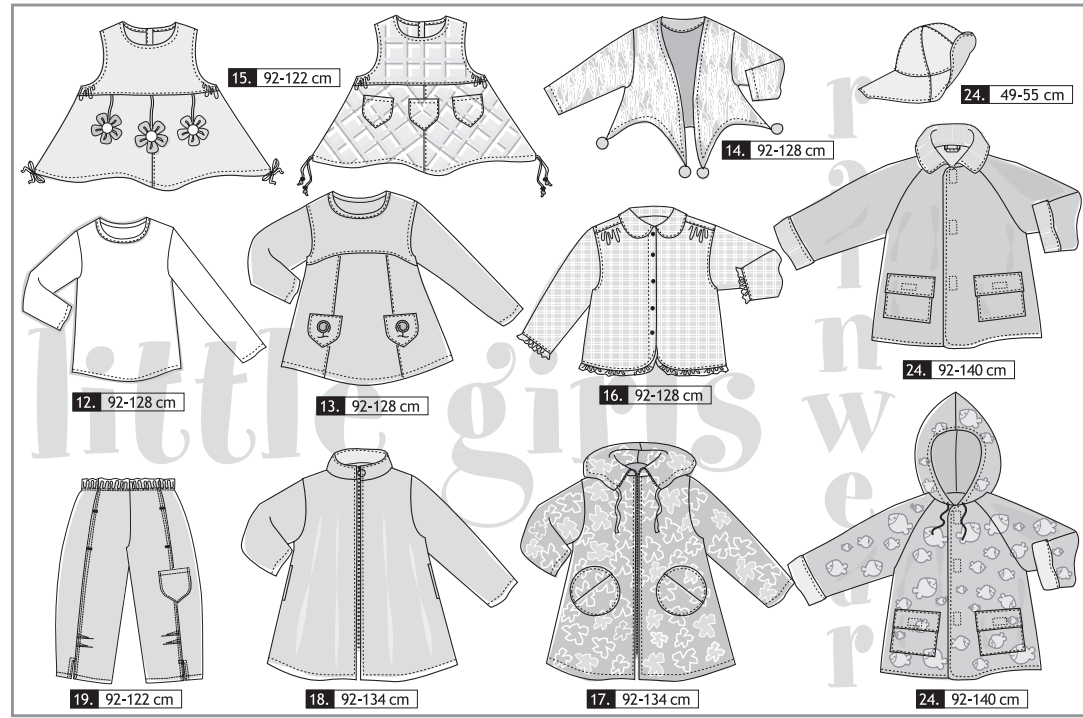 15. 92-122 cm
14. 92-128 cm
24. 49-55 cm
12. 92-128 cm
13. 92-128 cm
16. 92-128 cm
24. 92-140 cm
little girls
rainwear
19. 92-122 cm
18. 92-134 cm
17. 92-134 cm
24. 92-140 cm